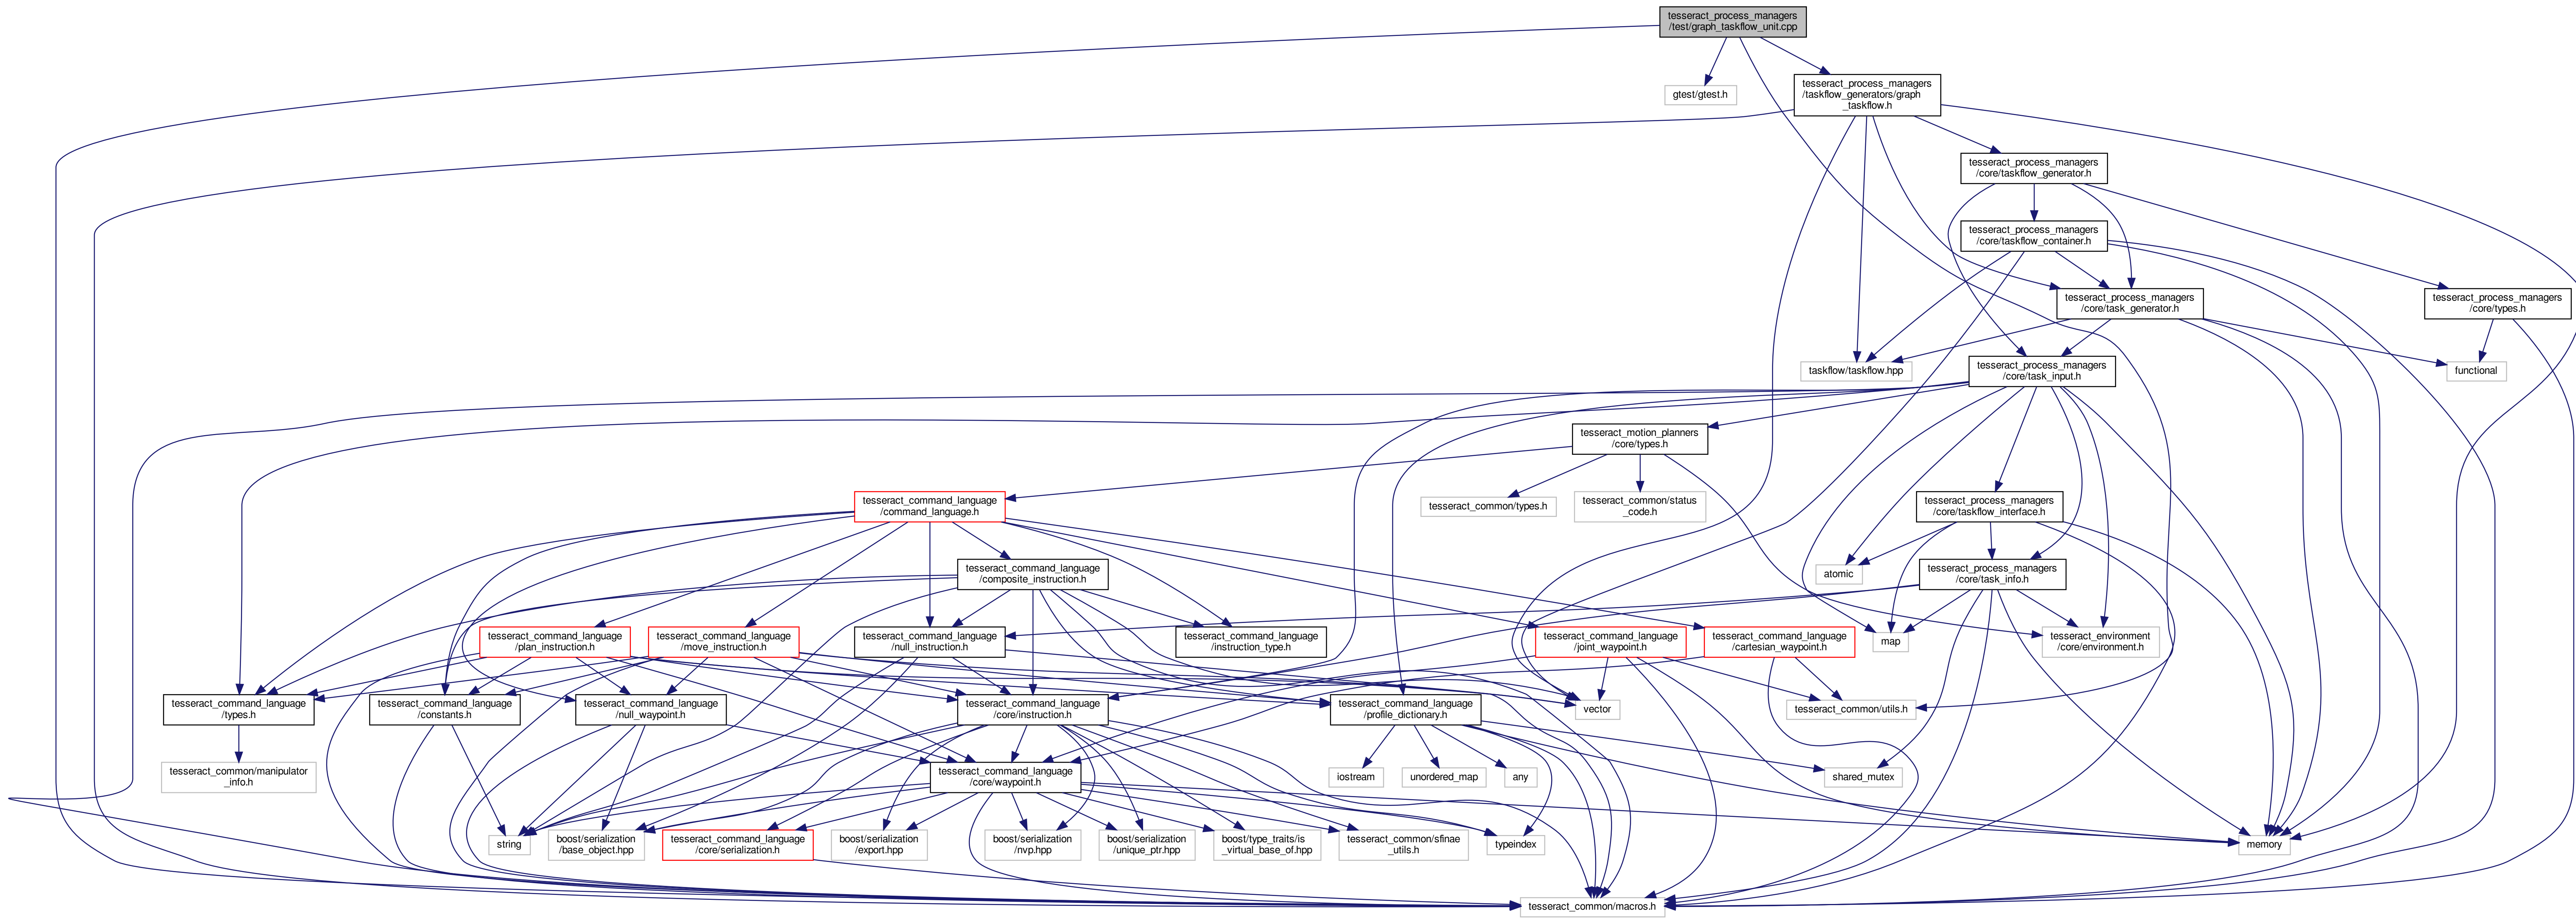 tesseract_process_managers
/test/graph_taskflow_unit.cpp
gtest/gtest.h
tesseract_process_managers
/taskflow_generators/graph
_taskflow.h
tesseract_process_managers
/core/taskflow_generator.h
tesseract_process_managers
/core/taskflow_container.h
tesseract_process_managers
/core/task_generator.h
tesseract_process_managers
/core/types.h
taskflow/taskflow.hpp
tesseract_process_managers
/core/task_input.h
functional
tesseract_motion_planners
/core/types.h
tesseract_command_language
/command_language.h
tesseract_common/types.h
tesseract_common/status
_code.h
tesseract_process_managers
/core/taskflow_interface.h
tesseract_command_language
/composite_instruction.h
atomic
tesseract_process_managers
/core/task_info.h
tesseract_command_language
/plan_instruction.h
tesseract_command_language
/move_instruction.h
tesseract_command_language
/null_instruction.h
tesseract_command_language
/instruction_type.h
tesseract_command_language
/joint_waypoint.h
tesseract_command_language
/cartesian_waypoint.h
map
tesseract_environment
/core/environment.h
tesseract_command_language
/types.h
tesseract_command_language
/constants.h
tesseract_command_language
/null_waypoint.h
tesseract_command_language
/core/instruction.h
tesseract_command_language
/profile_dictionary.h
vector
tesseract_common/utils.h
tesseract_common/manipulator
_info.h
tesseract_command_language
/core/waypoint.h
iostream
unordered_map
any
shared_mutex
string
boost/serialization
/base_object.hpp
tesseract_command_language
/core/serialization.h
boost/serialization
/export.hpp
boost/serialization
/nvp.hpp
boost/serialization
/unique_ptr.hpp
boost/type_traits/is
_virtual_base_of.hpp
tesseract_common/sfinae
_utils.h
typeindex
memory
tesseract_common/macros.h